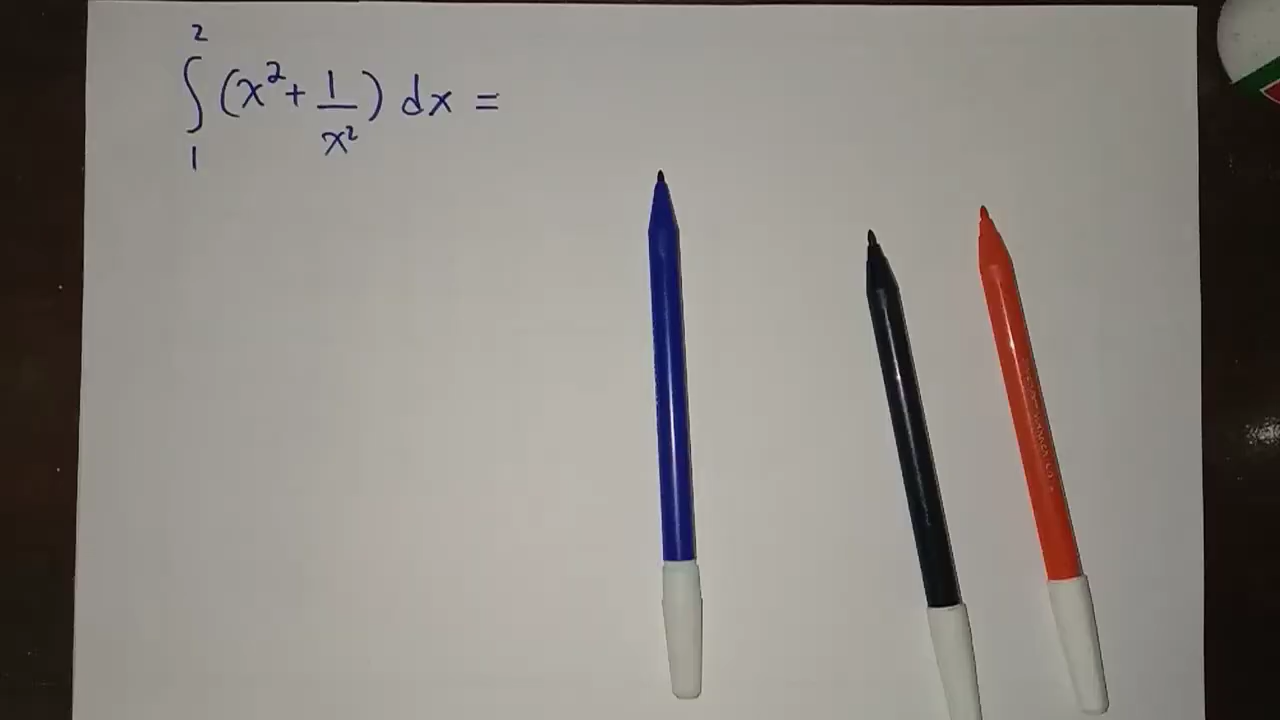 ∫₁² (x² + 1/x²) dx =